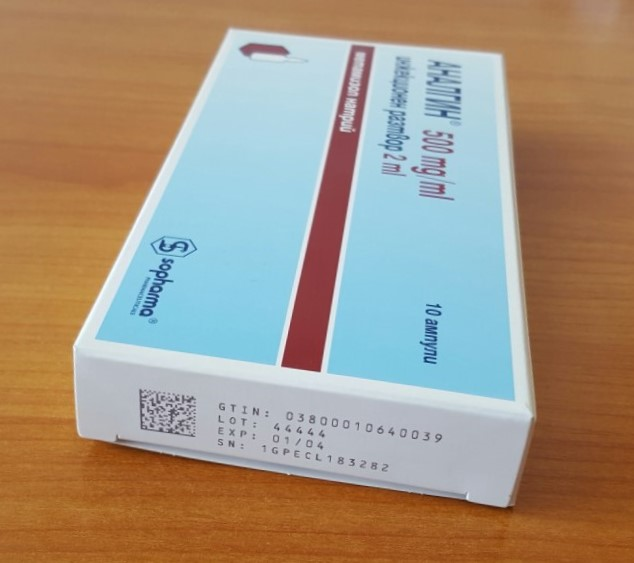 АНАЛГИН® 500 mg/ml
инжекционен разтвор 2 ml
метамизол натрий
10 ампули
sopharma®
PHARMACEUTICALS
GTIN: 03800010640039
LOT: 44444
EXP: 01/04
SN: 1GPECL183282